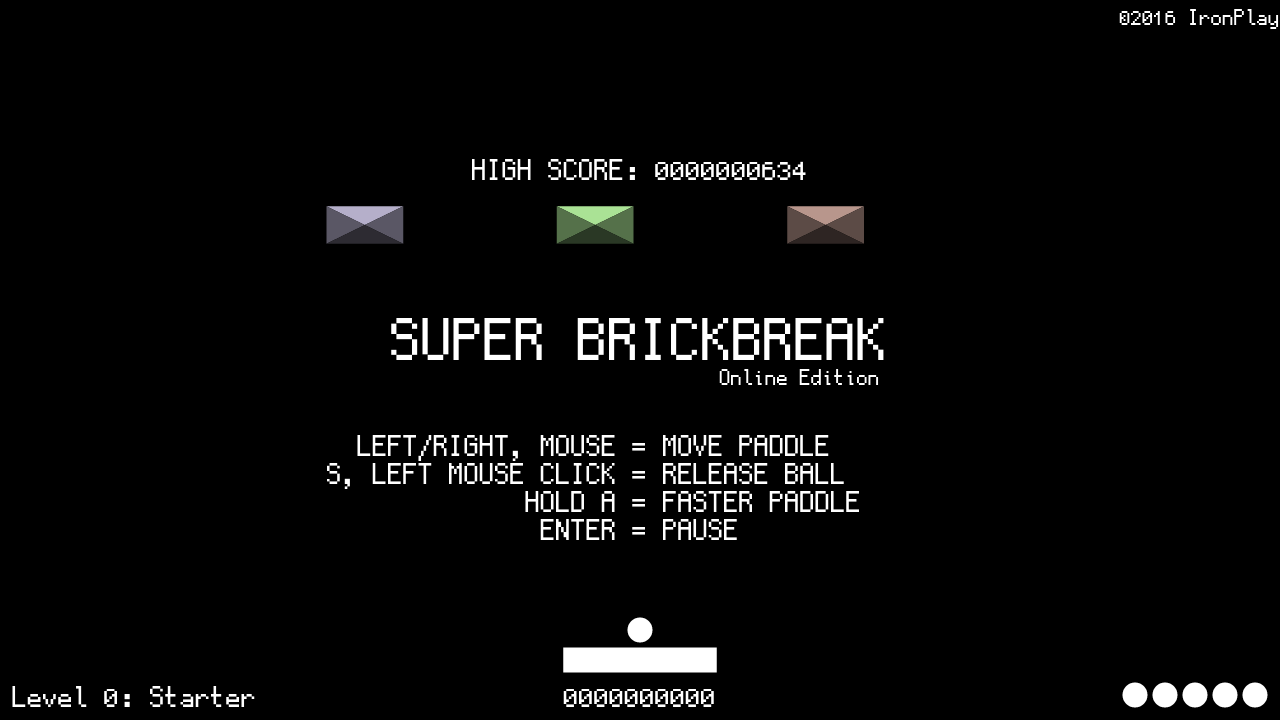 ©2016 IronPlay
HIGH SCORE: 0000000634
SUPER BRICKBREAK
Online Edition
LEFT/RIGHT, MOUSE = MOVE PADDLE
S, LEFT MOUSE CLICK = RELEASE BALL
HOLD A = FASTER PADDLE
ENTER = PAUSE
Level 0: Starter
0000000000